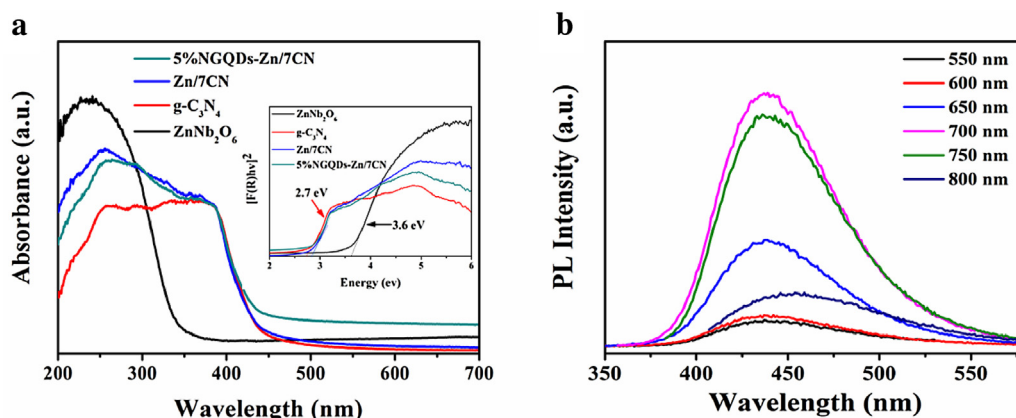 a
5%NGQDs-Zn/7CN
Zn/7CN
g-C₃N₄
ZnNb₂O₆
Absorbance (a.u.)
200 300 400 500 600 700
Wavelength (nm)
ZnNb₂O₆
g-C₃N₄
Zn/7CN
5%NGQDs-Zn/7CN
[F(R)hν]²
2.7 eV
3.6 eV
2 3 4 5 6
Energy (ev)
b
550 nm
600 nm
650 nm
700 nm
750 nm
800 nm
PL Intensity (a.u.)
350 400 450 500 550
Wavelength (nm)